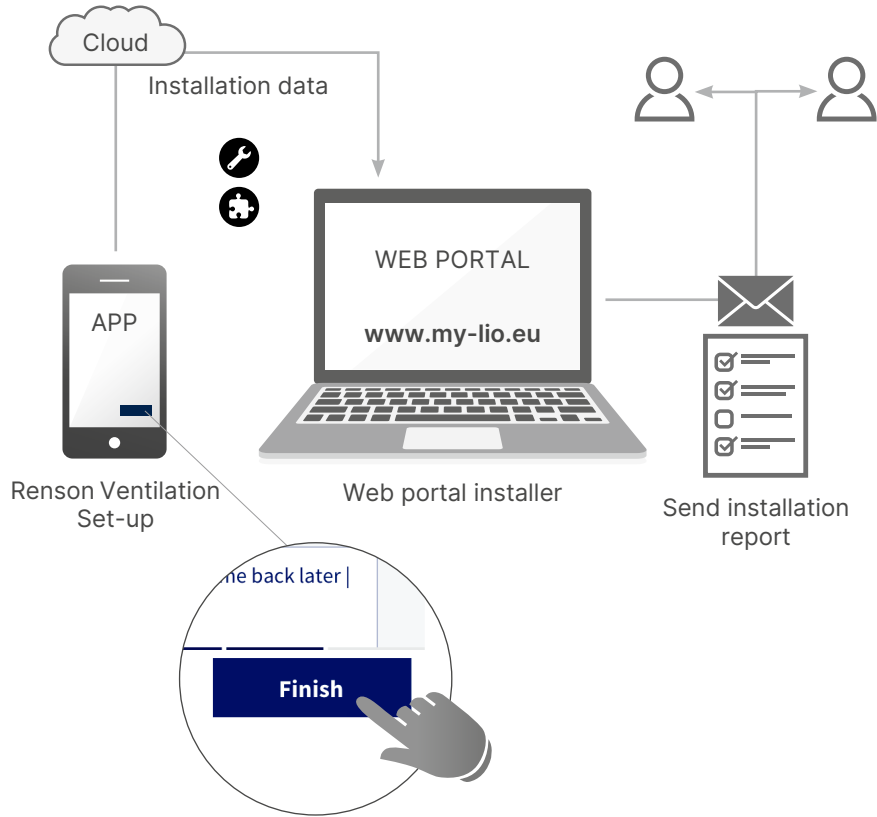 Cloud
Installation data
WEB PORTAL
www.my-lio.eu
APP
Renson Ventilation
Set-up
Web portal installer
Send installation
report
back later |
Finish